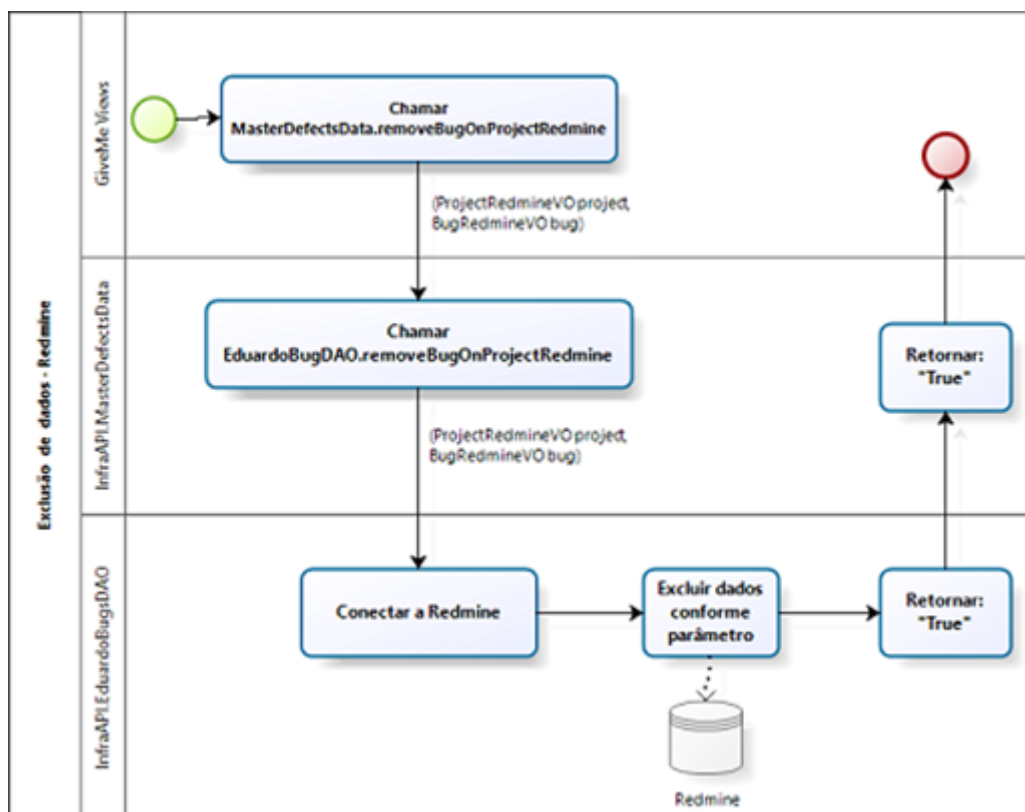 Exclusão de dados - Redmine
GiveMe Views
Chamar
MasterDefectsData.removeBugOnProjectRedmine
(ProjectRedmineVO project,
BugRedmineVO bug)
InfraAPI.MasterDefectsData
Chamar
EduardoBugDAO.removeBugOnProjectRedmine
(ProjectRedmineVO project,
BugRedmineVO bug)
Retornar:
"True"
InfraAPI.EduardoBugsDAO
Conectar a Redmine
Excluir dados
conforme
parâmetro
Retornar:
"True"
Redmine